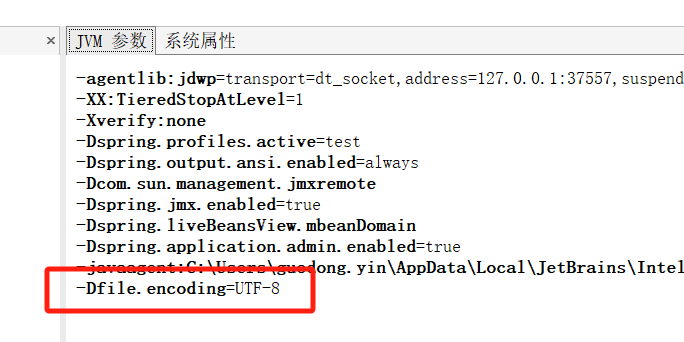 × JVM 参数 系统属性
-agentlib:jdwp=transport=dt_socket,address=127.0.0.1:37557,suspend
-XX:TieredStopAtLevel=1
-Xverify:none
-Dspring.profiles.active=test
-Dspring.output.ansi.enabled=always
-Dcom.sun.management.jmxremote
-Dspring.jmx.enabled=true
-Dspring.liveBeansView.mbeanDomain
-Dspring.application.admin.enabled=true
-javaagent:C:\Users\guodong.yin\AppData\Local\JetBrains\Intel
-Dfile.encoding=UTF-8